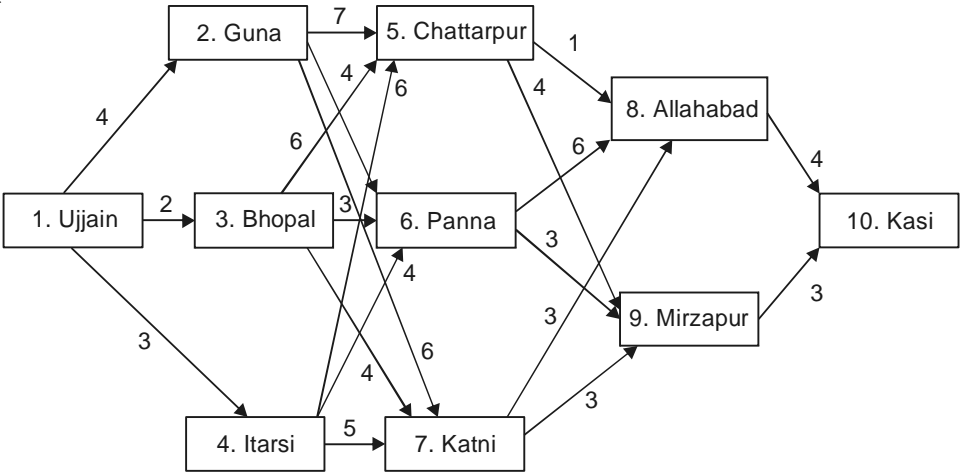 7
2. Guna
5. Chattarpur
1
4
6
4
8. Allahabad
4
6
6
4
2
3
1. Ujjain
3. Bhopal
6. Panna
10. Kasi
3
4
3
3
9. Mirzapur
3
6
4
3
5
4. Itarsi
7. Katni